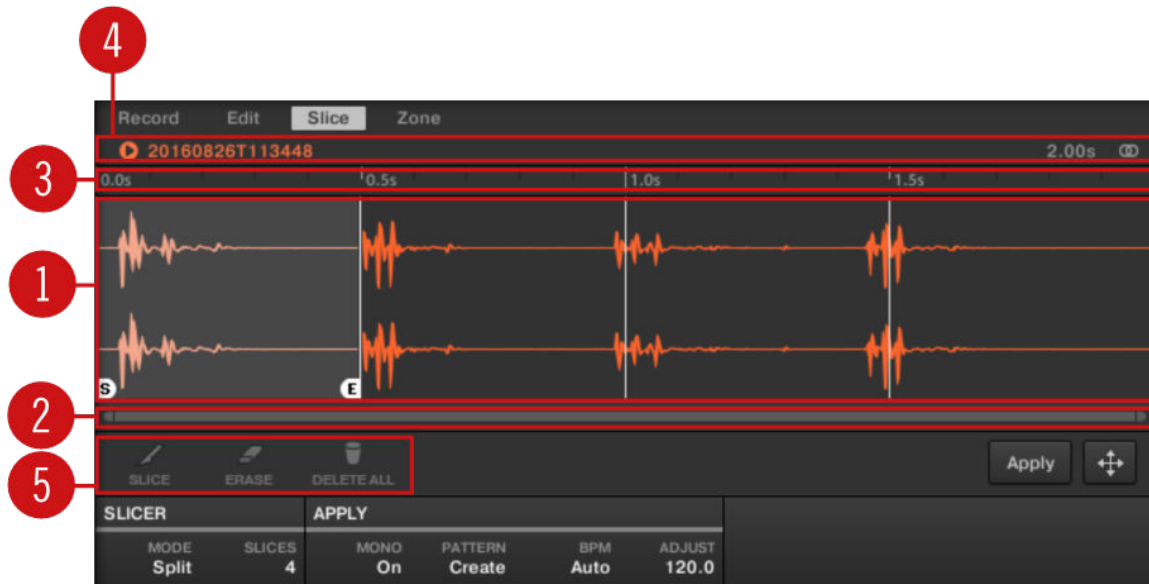 4
Record Edit Slice Zone
20160826T113448 2.00s
3
0.0s 0.5s 1.0s 1.5s
1
S E
2
5
SLICE ERASE DELETE ALL Apply
SLICER APPLY
MODE SLICES MONO PATTERN BPM ADJUST
Split 4 On Create Auto 120.0